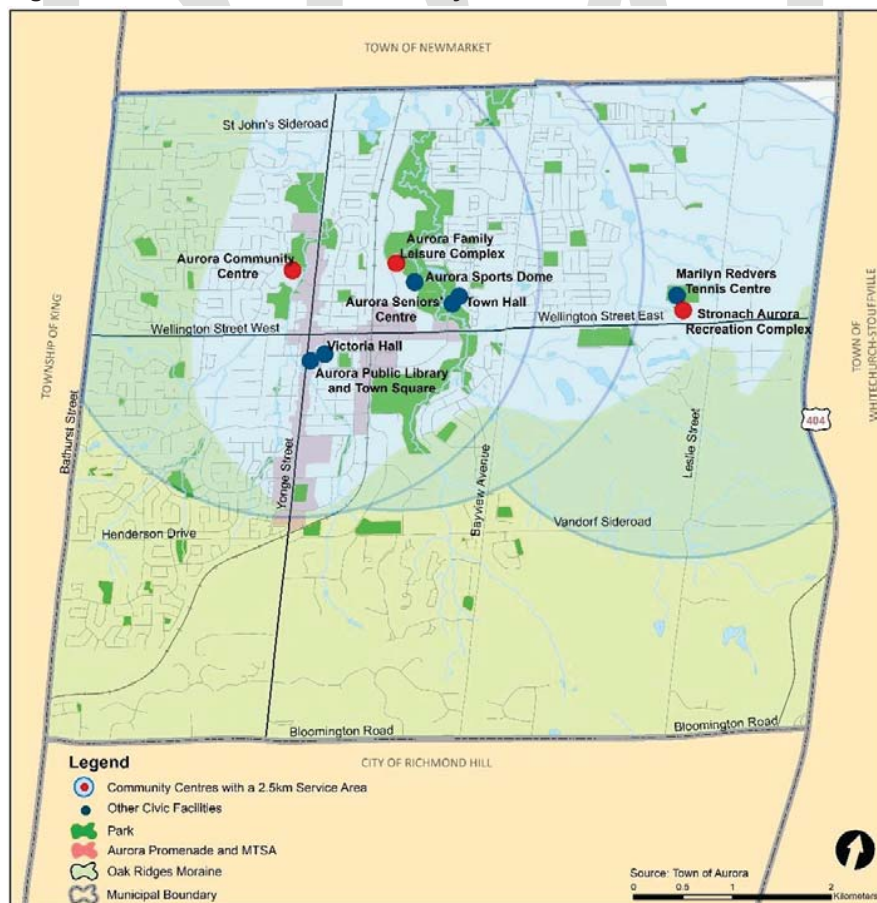 TOWN OF NEWMARKET
St John's Sideroad
Aurora Family
Leisure Complex
Aurora Community
Centre
Aurora Sports Dome
Marilyn Redvers
Tennis Centre
Aurora Seniors'
Centre
Town Hall
Wellington Street West
Wellington Street East
Stronach Aurora
Recreation Complex
TOWNSHIP OF KING
TOWN OF
WHITECHURCH-STOUFFVILLE
Victoria Hall
Aurora Public Library
and Town Square
Bathurst Street
Yonge Street
Bayview Avenue
Leslie Street
404
Henderson Drive
Vandorf Sideroad
Bloomington Road
Bloomington Road
CITY OF RICHMOND HILL
Legend
Community Centres with a 2.5km Service Area
Other Civic Facilities
Park
Aurora Promenade and MTSA
Oak Ridges Moraine
Municipal Boundary
Source: Town of Aurora
0 0.5 1 2
Kilometers